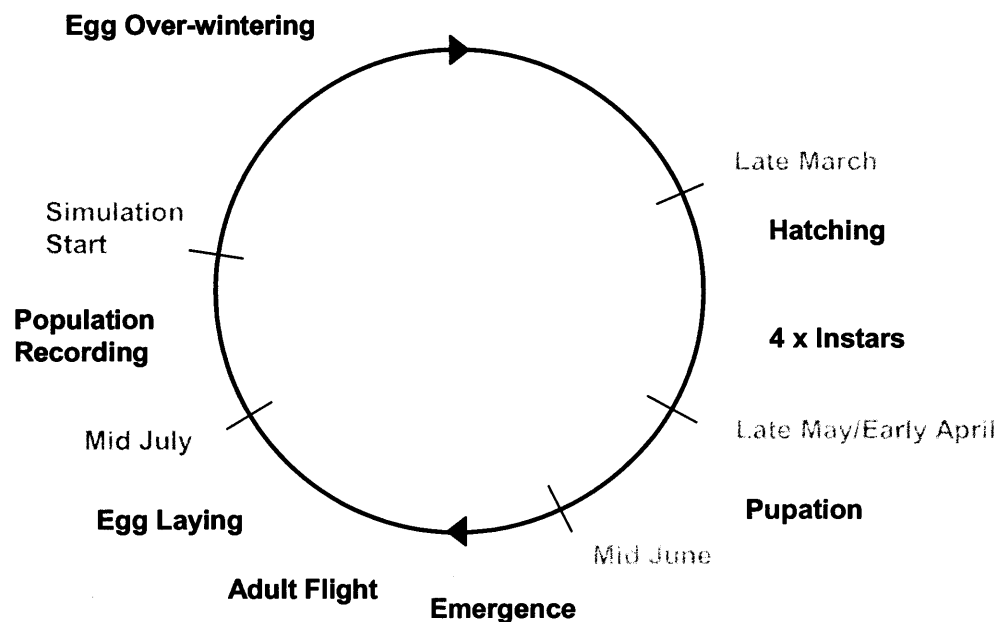 Egg Over-wintering
Late March
Simulation
Start
Hatching
Population
Recording
4 x Instars
Late May/Early April
Mid July
Pupation
Egg Laying
Mid June
Adult Flight
Emergence